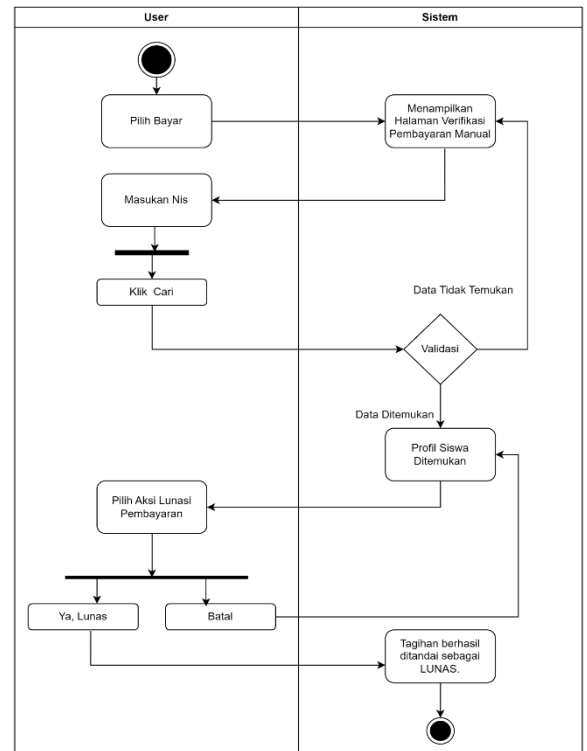 User
Sistem
Pilih Bayar
Menampilkan
Halaman Verifikasi
Pembayaran Manual
Masukan Nis
Klik Cari
Data Tidak Temukan
Validasi
Data Ditemukan
Profil Siswa
Ditemukan
Pilih Aksi Lunasi
Pembayaran
Ya, Lunas
Batal
Tagihan berhasil
ditandai sebagai
LUNAS.